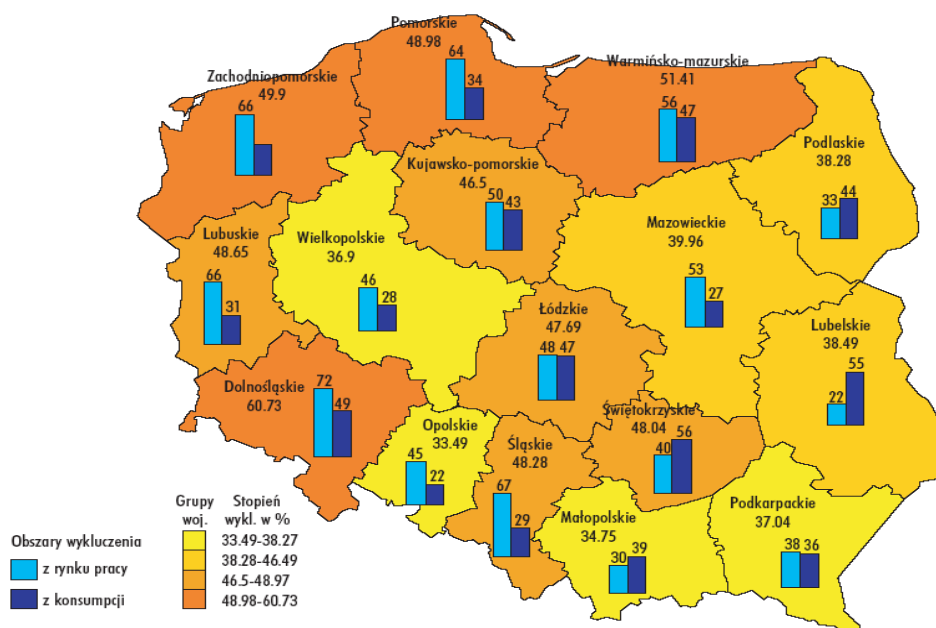 Pomorskie
48.98
64
34
Zachodniopomorskie
49.9
66
Warmińsko-mazurskie
51.41
56
47
Podlaskie
38.28
33
44
Kujawsko-pomorskie
46.5
50
43
Mazowieckie
39.96
53
27
Lubuskie
48.65
66
31
Wielkopolskie
36.9
46
28
Łódzkie
47.69
48
47
Lubelskie
38.49
22
55
Dolnośląskie
60.73
72
49
Opolskie
33.49
45
22
Śląskie
48.28
67
29
Świętokrzyskie
48.04
40
56
Małopolskie
34.75
30
39
Podkarpackie
37.04
38
36
Obszary wykluczenia
z rynku pracy
z konsumpcji
Grupy woj.
Stopień wykl. w %
33.49-38.27
38.28-46.49
46.5-48.97
48.98-60.73